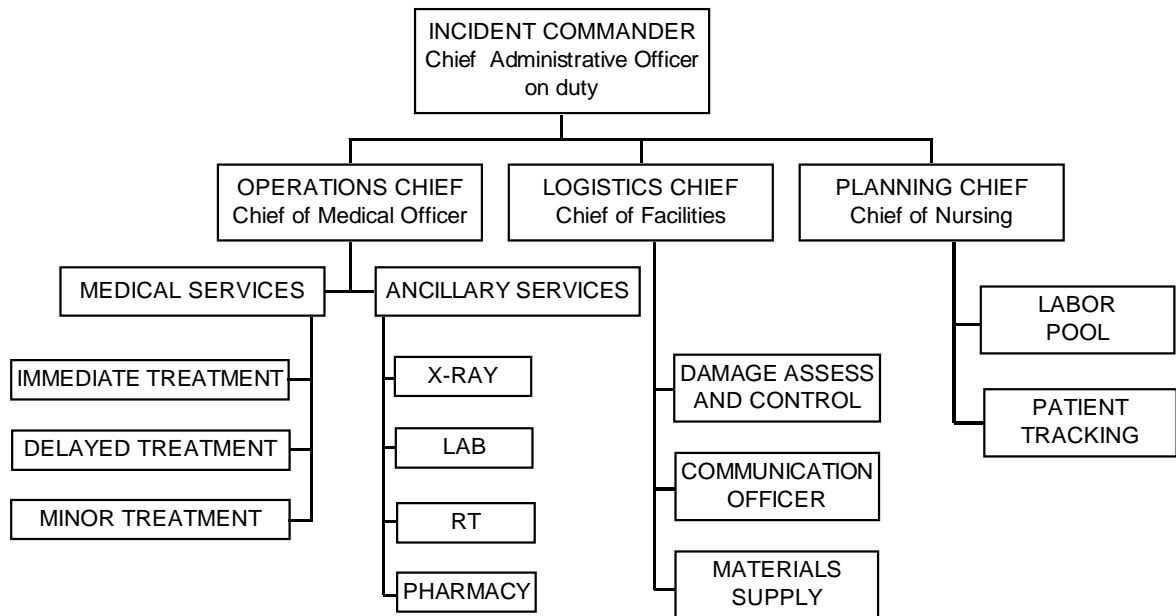 INCIDENT COMMANDER
Chief Administrative Officer
on duty
OPERATIONS CHIEF
Chief of Medical Officer
LOGISTICS CHIEF
Chief of Facilities
PLANNING CHIEF
Chief of Nursing
MEDICAL SERVICES
ANCILLARY SERVICES
IMMEDIATE TREATMENT
DELAYED TREATMENT
MINOR TREATMENT
X-RAY
LAB
RT
PHARMACY
DAMAGE ASSESS
AND CONTROL
COMMUNICATION
OFFICER
MATERIALS
SUPPLY
LABOR
POOL
PATIENT
TRACKING